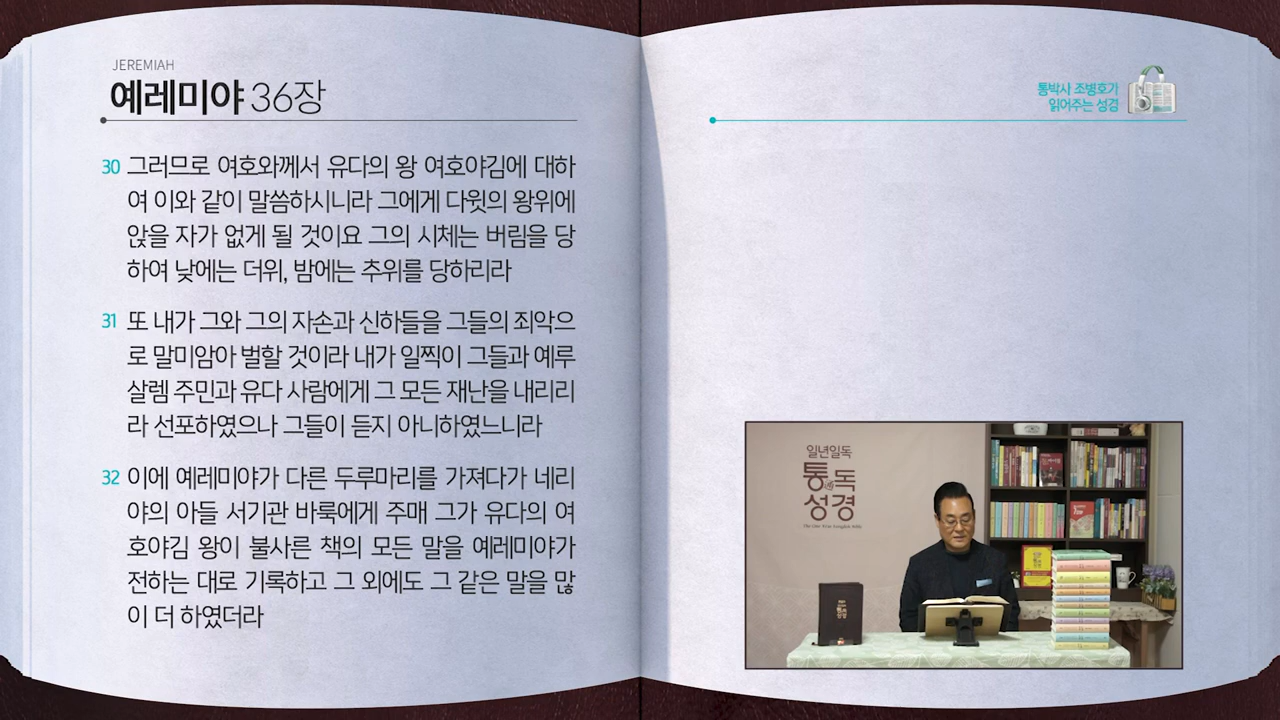 JEREMIAH
예레미야 36장
30 그러므로 여호와께서 유다의 왕 여호야김에 대하
여 이와 같이 말씀하시니라 그에게 다윗의 왕위에
앉을 자가 없게 될 것이요 그의 시체는 버림을 당
하여 낮에는 더위, 밤에는 추위를 당하리라
31 또 내가 그와 그의 자손과 신하들을 그들의 죄악으
로 말미암아 벌할 것이라 내가 일찍이 그들과 예루
살렘 주민과 유다 사람에게 그 모든 재난을 내리리
라 선포하였으나 그들이 듣지 아니하였느니라
32 이에 예레미야가 다른 두루마리를 가져다가 네리
야의 아들 서기관 바룩에게 주매 그가 유다의 여
호야김 왕이 불사른 책의 모든 말을 예레미야가
전하는 대로 기록하고 그 외에도 그 같은 말을 많
이 더 하였더라
통박사 조병호가
읽어주는 성경
일년일독
통독
성경
통
성경